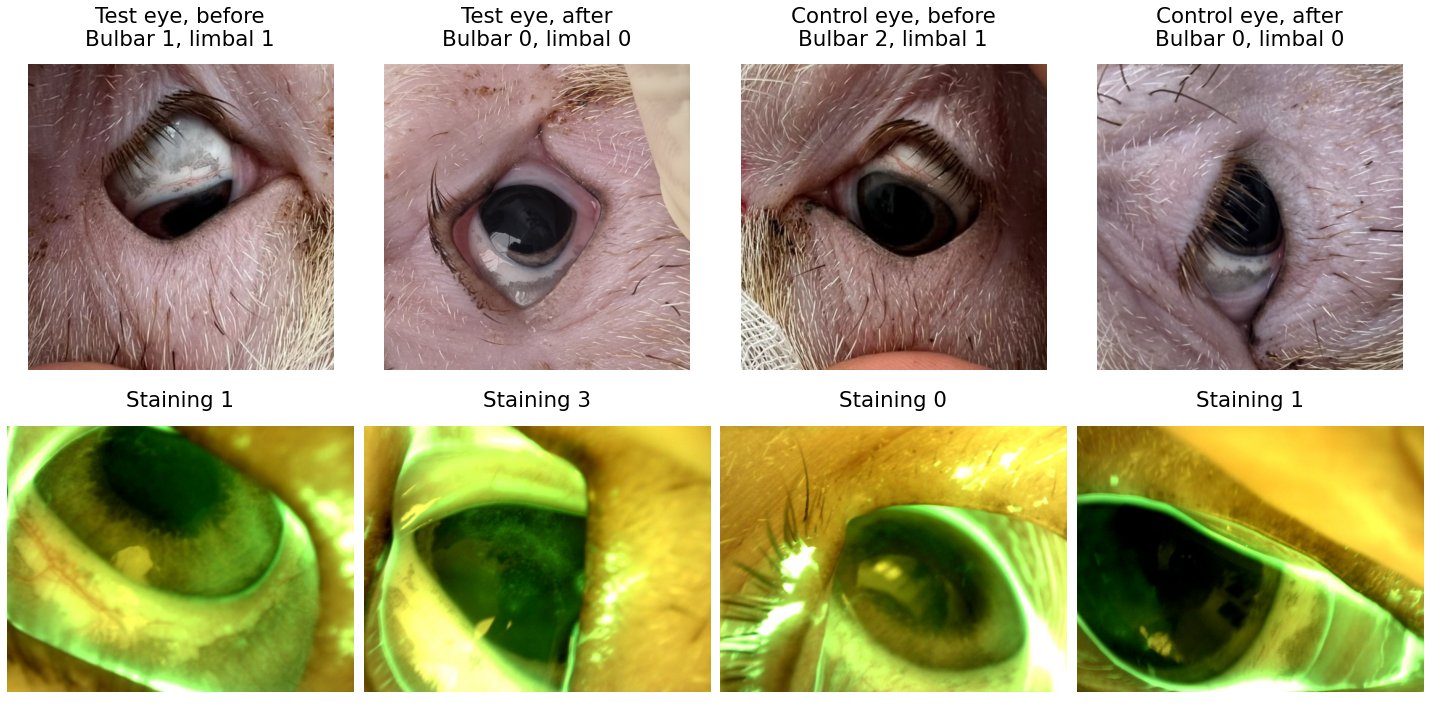 Test eye, before
Bulbar 1, limbal 1
Test eye, after
Bulbar 0, limbal 0
Control eye, before
Bulbar 2, limbal 1
Control eye, after
Bulbar 0, limbal 0
Staining 1
Staining 3
Staining 0
Staining 1